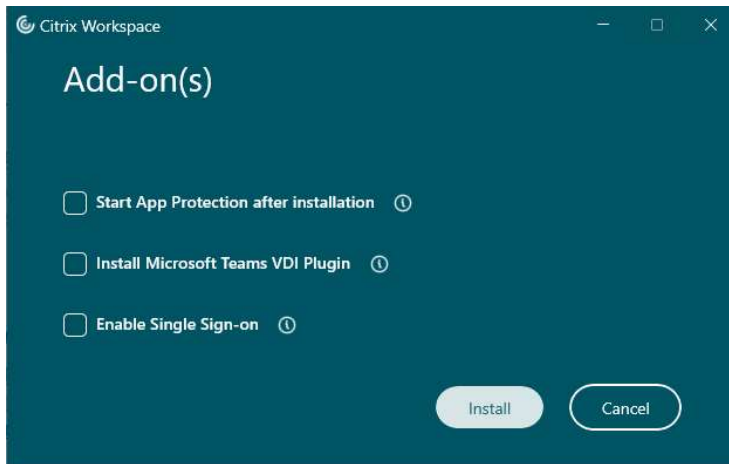 Citrix Workspace
Add-on(s)
Start App Protection after installation
Install Microsoft Teams VDI Plugin
Enable Single Sign-on
Install Cancel